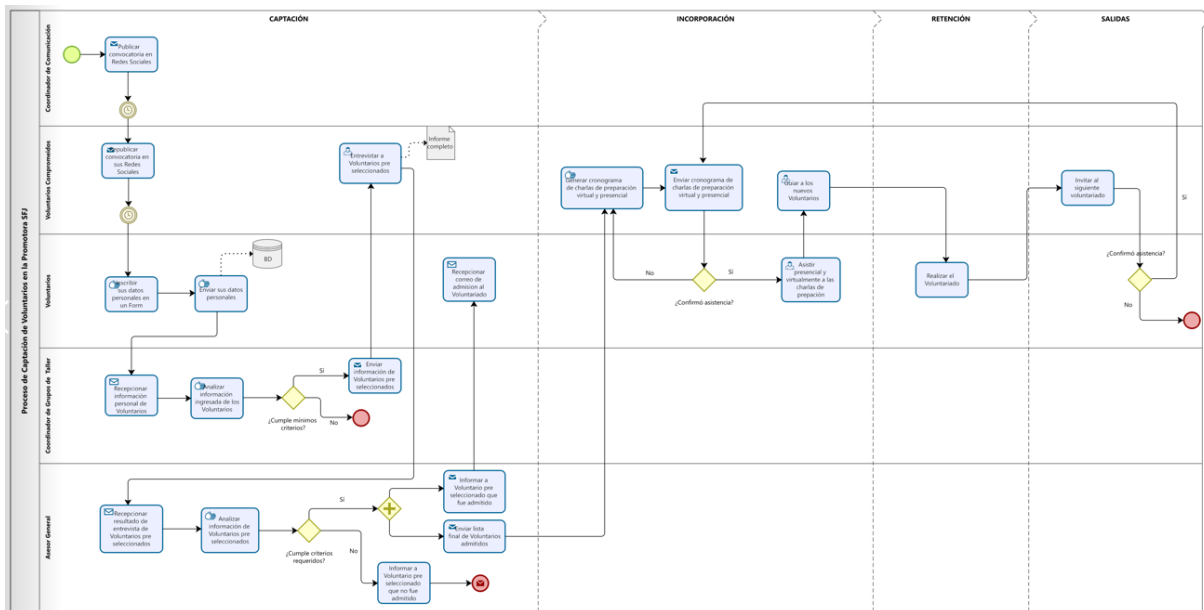 CAPTACIÓN
INCORPORACIÓN
RETENCIÓN
SALIDAS
Proceso de Captación de Voluntarios en la Promotora SFJ
Coordinador de Comunicación
Publicar
convocatoria en
Redes Sociales
Voluntarios Comprometidos
Republicar
convocatoria en
sus Redes
Sociales
Entrevistar a
Voluntarios pre
seleccionados
Informe
completo
Generar cronograma
de charlas de preparación
virtual y presencial
Enviar cronograma de
charlas de preparación
virtual y presencial
Guiar a los
nuevos
Voluntarios
Invitar al
siguiente
voluntariado
Si
Voluntarios
Inscribir
sus datos
personales en
un Form
Enviar sus datos
personales
BD
Recepcionar
correo de
admision al
Voluntariado
No
Si
¿Confirmó asistencia?
Asistir
presencial y
virtualmente a las
charlas de
prepación
Realizar el
Voluntariado
¿Confirmó asistencia?
No
Coordinador de Grupos de Taller
Recepcionar
información
personal de
Voluntarios
Analizar
información
ingresada de los
Voluntarios
Si
¿Cumple mínimos
criterios?
No
Enviar
información de
Voluntarios pre
seleccionados
Asesor General
Recepcionar
resultado de
entrevista de
Voluntarios pre
seleccionados
Analizar
información de
Voluntarios pre
seleccionados
Si
¿Cumple criterios
requeridos?
No
Informar a
Voluntario pre
seleccionado que
fue admitido
Enviar lista
final de Voluntarios
admitidos
Informar a
Voluntario pre
seleccionado
que no fue
admitido